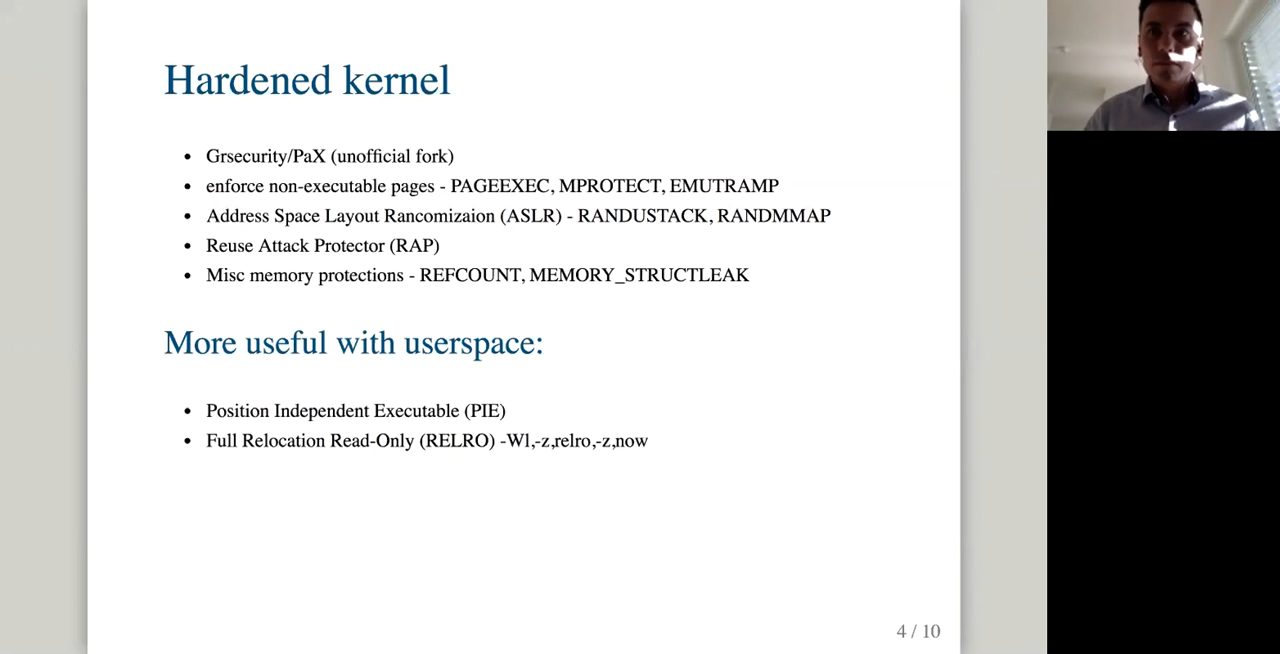 Hardened kernel
Grsecurity/PaX (unofficial fork)
enforce non-executable pages - PAGEEXEC, MPROTECT, EMUTRAMP
Address Space Layout Rancomizaion (ASLR) - RANDUSTACK, RANDMMAP
Reuse Attack Protector (RAP)
Misc memory protections - REFCOUNT, MEMORY_STRUCTLEAK
More useful with userspace:
Position Independent Executable (PIE)
Full Relocation Read-Only (RELRO) -Wl,-z,relro,-z,now
4 / 10